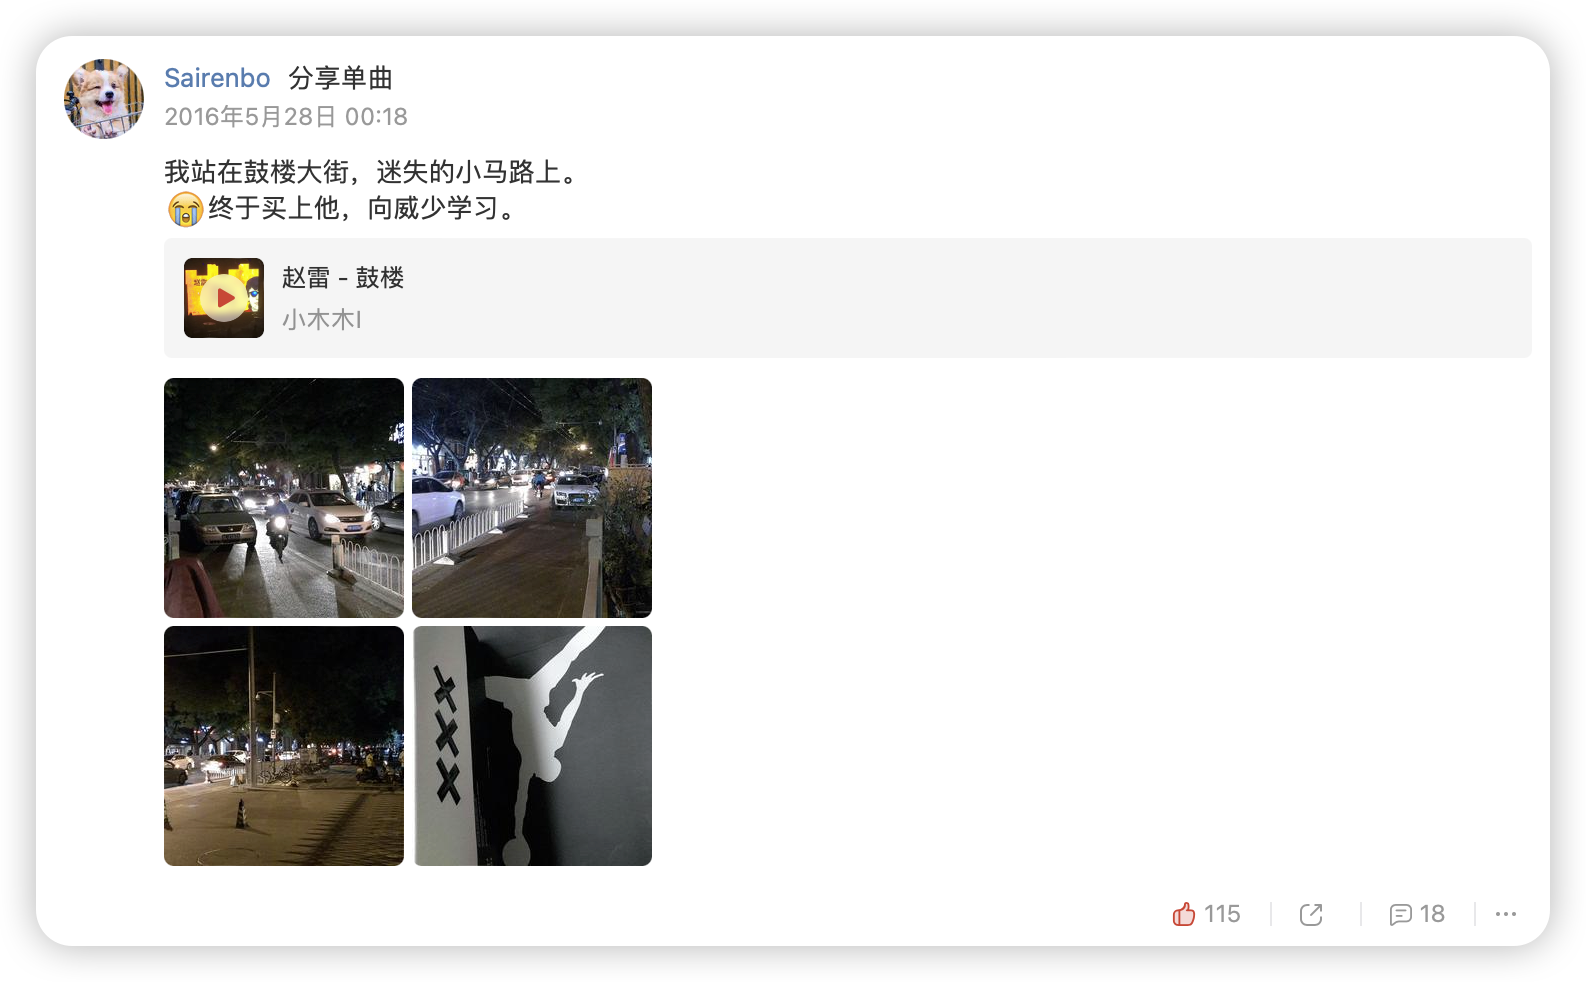 Sairenbo 分享单曲
2016年5月28日 00:18
我站在鼓楼大街，迷失的小马路上。
😭终于买上他，向威少学习。
赵雷 - 鼓楼
小木木l
115
18